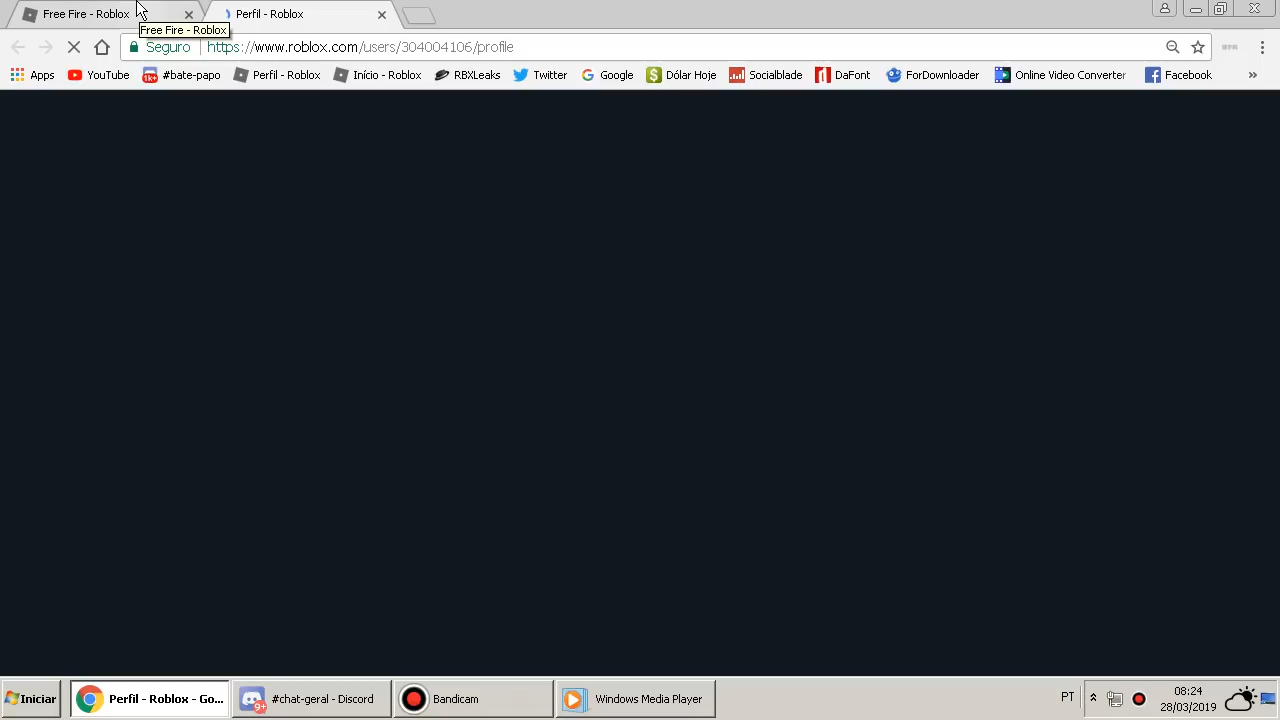 Free Fire - Roblox
Perfil - Roblox
Free Fire - Roblox
Seguro
https://www.roblox.com/users/304004106/profile
Apps
YouTube
1k+
#bate-papo
Perfil - Roblox
Início - Roblox
RBXLeaks
Twitter
Google
Dólar Hoje
Socialblade
DaFont
ForDownloader
Online Video Converter
Facebook
»
Iniciar
Perfil - Roblox - Go...
9+
#chat-geral - Discord
Bandicam
Windows Media Player
PT
08:24
28/03/2019